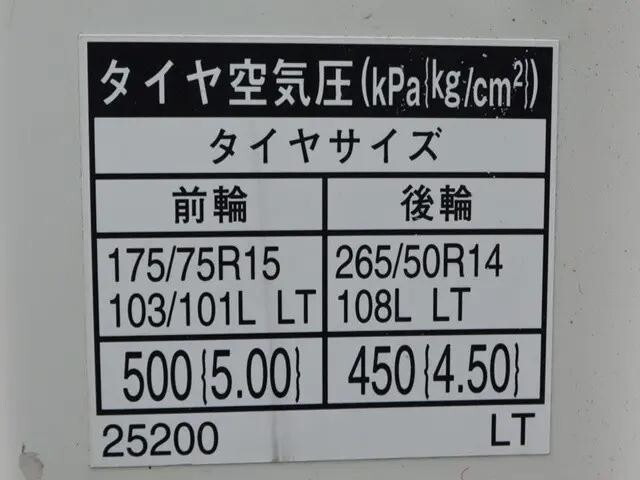 タイヤ空気圧(kPa{kg/cm²})
タイヤサイズ
前輪 後輪
175/75R15 265/50R14
103/101L LT 108L LT
500{5.00} 450{4.50}
25200 LT